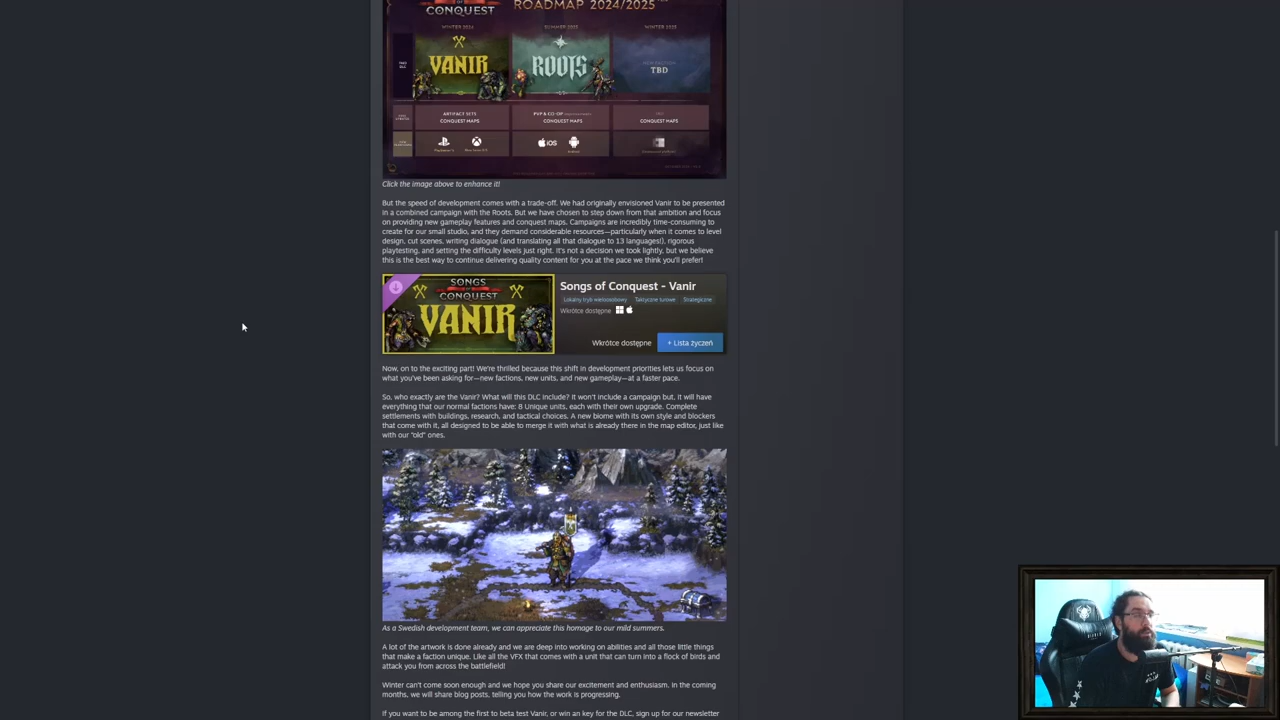 CONQUEST
ROADMAP 2024/2025
WINTER 2024
SUMMER 2025
WINTER 2025
VANIR
ROOTS
TBD
ARTIFACT SETS
CONQUEST MAPS
PVP & CO-OP
CONQUEST MAPS
CONQUEST MAPS
iOS
Click the image above to enhance it!
But the speed of development comes with a trade-off. We had originally envisioned Vanir to be presented
in a combined campaign with the Roots. But we have chosen to step down from that ambition and focus
on providing new gameplay features and conquest maps. Campaigns are incredibly time-consuming to
create for our small studio, and they demand considerable resources—particularly when it comes to level
design, cut scenes, writing dialogue (and translating all that dialogue to 13 languages!), rigorous
playtesting, and setting the difficulty levels just right. It's not a decision we took lightly, but we believe
this is the best way to continue delivering quality content for you at the pace we think you'll prefer!
SONGS
OF
CONQUEST
VANIR
Songs of Conquest - Vanir
Lokalny tryb wieloosobowy
Taktyczne turowe
Strategiczne
Wkrótce dostępne
Wkrótce dostępne
+ Lista życzeń
Now, on to the exciting part! We're thrilled because this shift in development priorities lets us focus on
what you've been asking for—new factions, new units, and new gameplay—at a faster pace.
So, who exactly are the Vanir? What will this DLC include? It won't include a campaign but, it will have
everything that our normal factions have: 8 Unique units, each with their own upgrade. Complete
settlements with buildings, research, and tactical choices. A new biome with its own style and blockers
that come with it, all designed to be able to merge it with what is already there in the map editor, just like
with our "old" ones.
As a Swedish development team, we can appreciate this homage to our mild summers.
A lot of the artwork is done already and we are deep into working on abilities and all those little things
that make a faction unique. Like all the VFX that comes with a unit that can turn into a flock of birds and
attack you from across the battlefield!
Winter can't come soon enough and we hope you share our excitement and enthusiasm. In the coming
months, we will share blog posts, telling you how the work is progressing.
If you want to be among the first to beta test Vanir, or win an key for the DLC, sign up for our newsletter